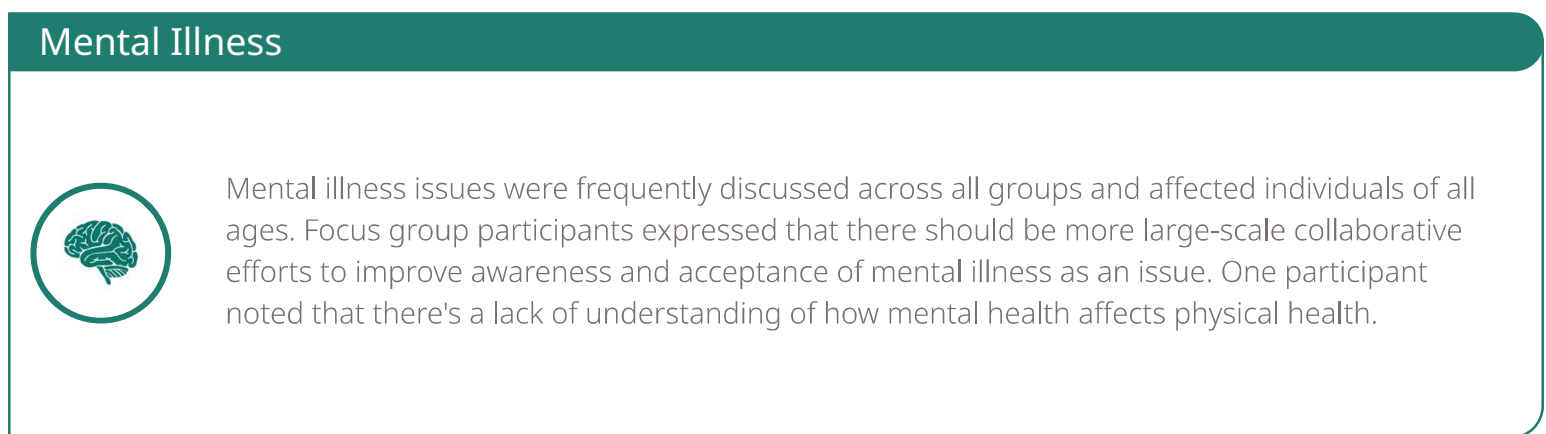 Mental Illness
Mental illness issues were frequently discussed across all groups and affected individuals of all
ages. Focus group participants expressed that there should be more large-scale collaborative
efforts to improve awareness and acceptance of mental illness as an issue. One participant
noted that there's a lack of understanding of how mental health affects physical health.